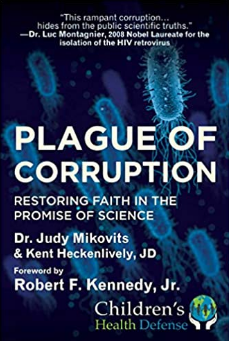 "This rampant corruption...
hides from the public scientific truths."
—Dr. Luc Montagnier, 2008 Nobel Laureate for the
isolation of the HIV retrovirus
PLAGUE OF
CORRUPTION
RESTORING FAITH IN THE
PROMISE OF SCIENCE
Dr. Judy Mikovits
& Kent Heckenlively, JD
Foreword by
Robert F. Kennedy, Jr.
Children's
Health Defense